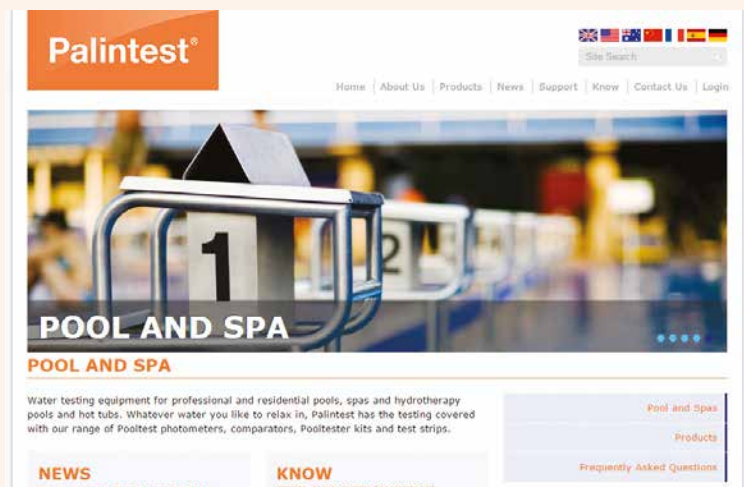 Palintest®
Site Search
Home About Us Products News Support Know Contact Us Login
1
2
POOL AND SPA
POOL AND SPA
Water testing equipment for professional and residential pools, spas and hydrotherapy
pools and hot tubs. Whatever water you like to relax in, Palintest has the testing covered
with our range of Pooltest photometers, comparators, Pooltester kits and test strips.
Pool and Spas
Products
Frequently Asked Questions
NEWS
KNOW